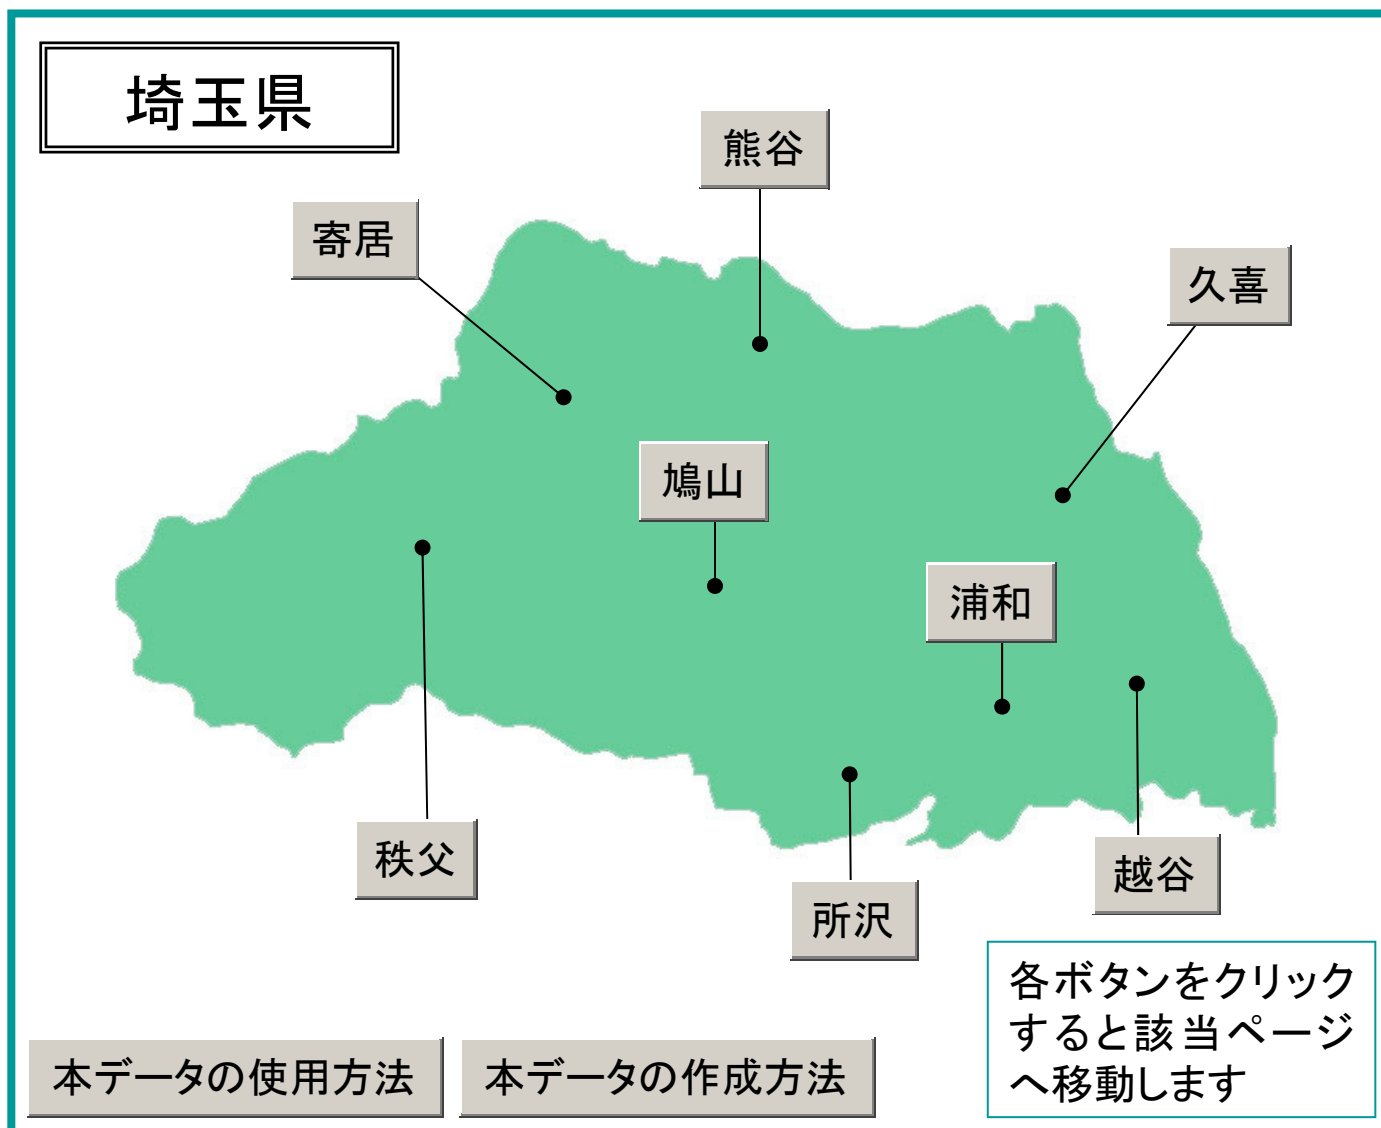 埼玉県
熊谷
寄居
久喜
鳩山
浦和
秩父
越谷
所沢
各ボタンをクリック
すると該当ページ
へ移動します
本データの使用方法
本データの作成方法